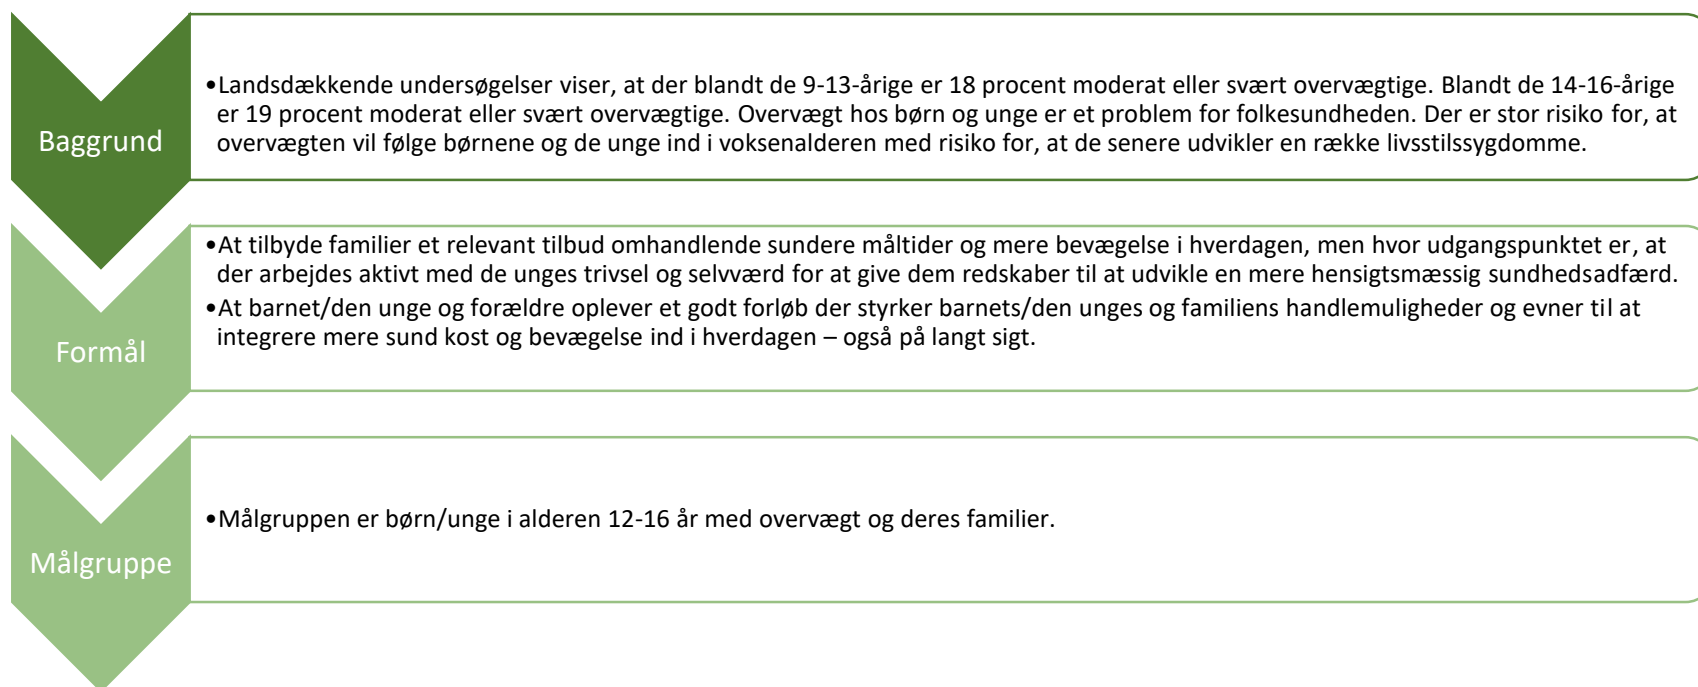 Baggrund
•Landsdækkende undersøgelser viser, at der blandt de 9-13-årige er 18 procent moderat eller svært overvægtige. Blandt de 14-16-årige
er 19 procent moderat eller svært overvægtige. Overvægt hos børn og unge er et problem for folkesundheden. Der er stor risiko for, at
overvægten vil følge børnene og de unge ind i voksenalderen med risiko for, at de senere udvikler en række livsstilssygdomme.
Formål
•At tilbyde familier et relevant tilbud omhandlende sundere måltider og mere bevægelse i hverdagen, men hvor udgangspunktet er, at
der arbejdes aktivt med de unges trivsel og selvværd for at give dem redskaber til at udvikle en mere hensigtsmæssig sundhedsadfærd.
•At barnet/den unge og forældre oplever et godt forløb der styrker barnets/den unges og familiens handlemuligheder og evner til at
integrere mere sund kost og bevægelse ind i hverdagen – også på langt sigt.
Målgruppe
•Målgruppen er børn/unge i alderen 12-16 år med overvægt og deres familier.